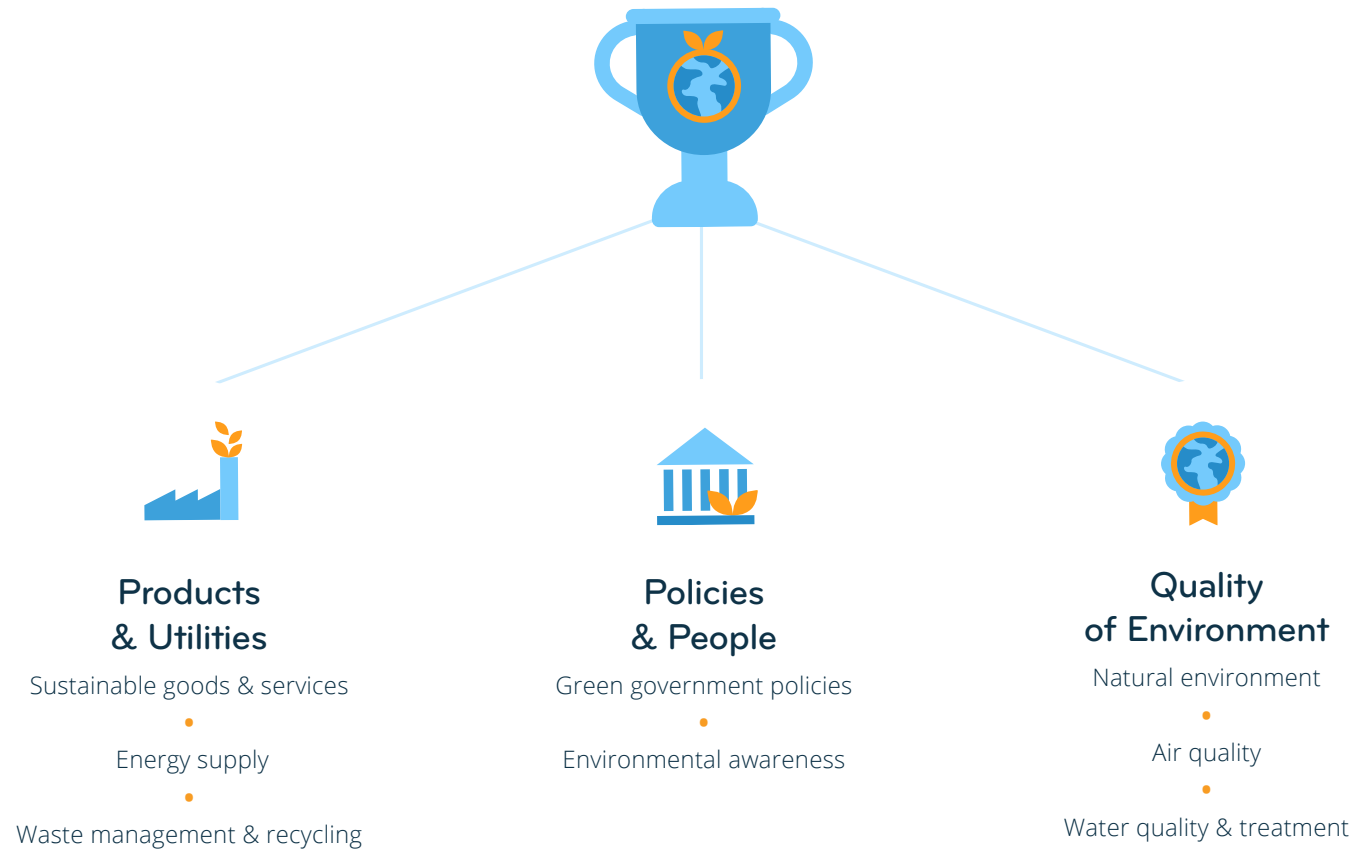 Products
& Utilities
Sustainable goods & services
Energy supply
Waste management & recycling
Policies
& People
Green government policies
Environmental awareness
Quality
of Environment
Natural environment
Air quality
Water quality & treatment